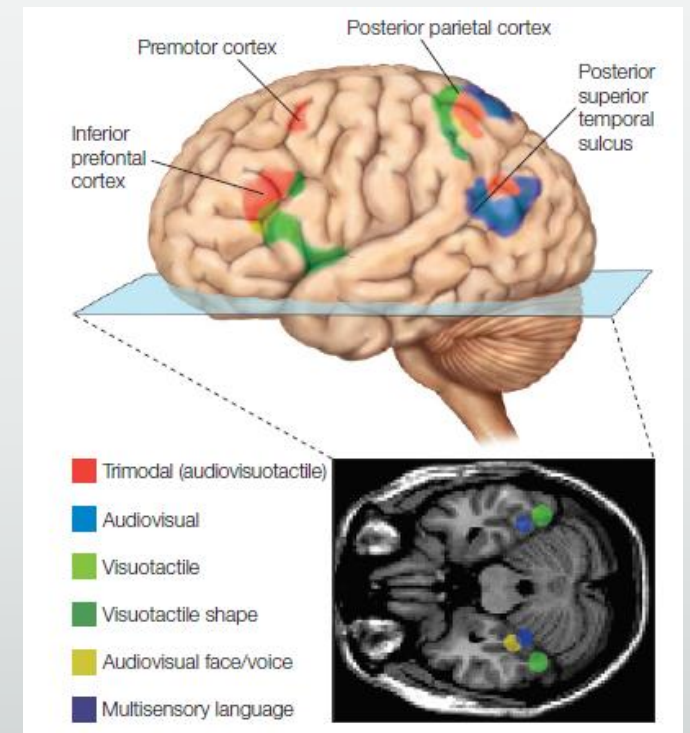 Premotor cortex
Posterior parietal cortex
Posterior
superior
temporal
sulcus
Inferior
prefontal
cortex
Trimodal (audiovisuotactile)
Audiovisual
Visuotactile
Visuotactile shape
Audiovisual face/voice
Multisensory language